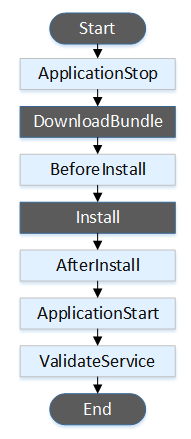 Start
ApplicationStop
DownloadBundle
BeforeInstall
Install
AfterInstall
ApplicationStart
ValidateService
End